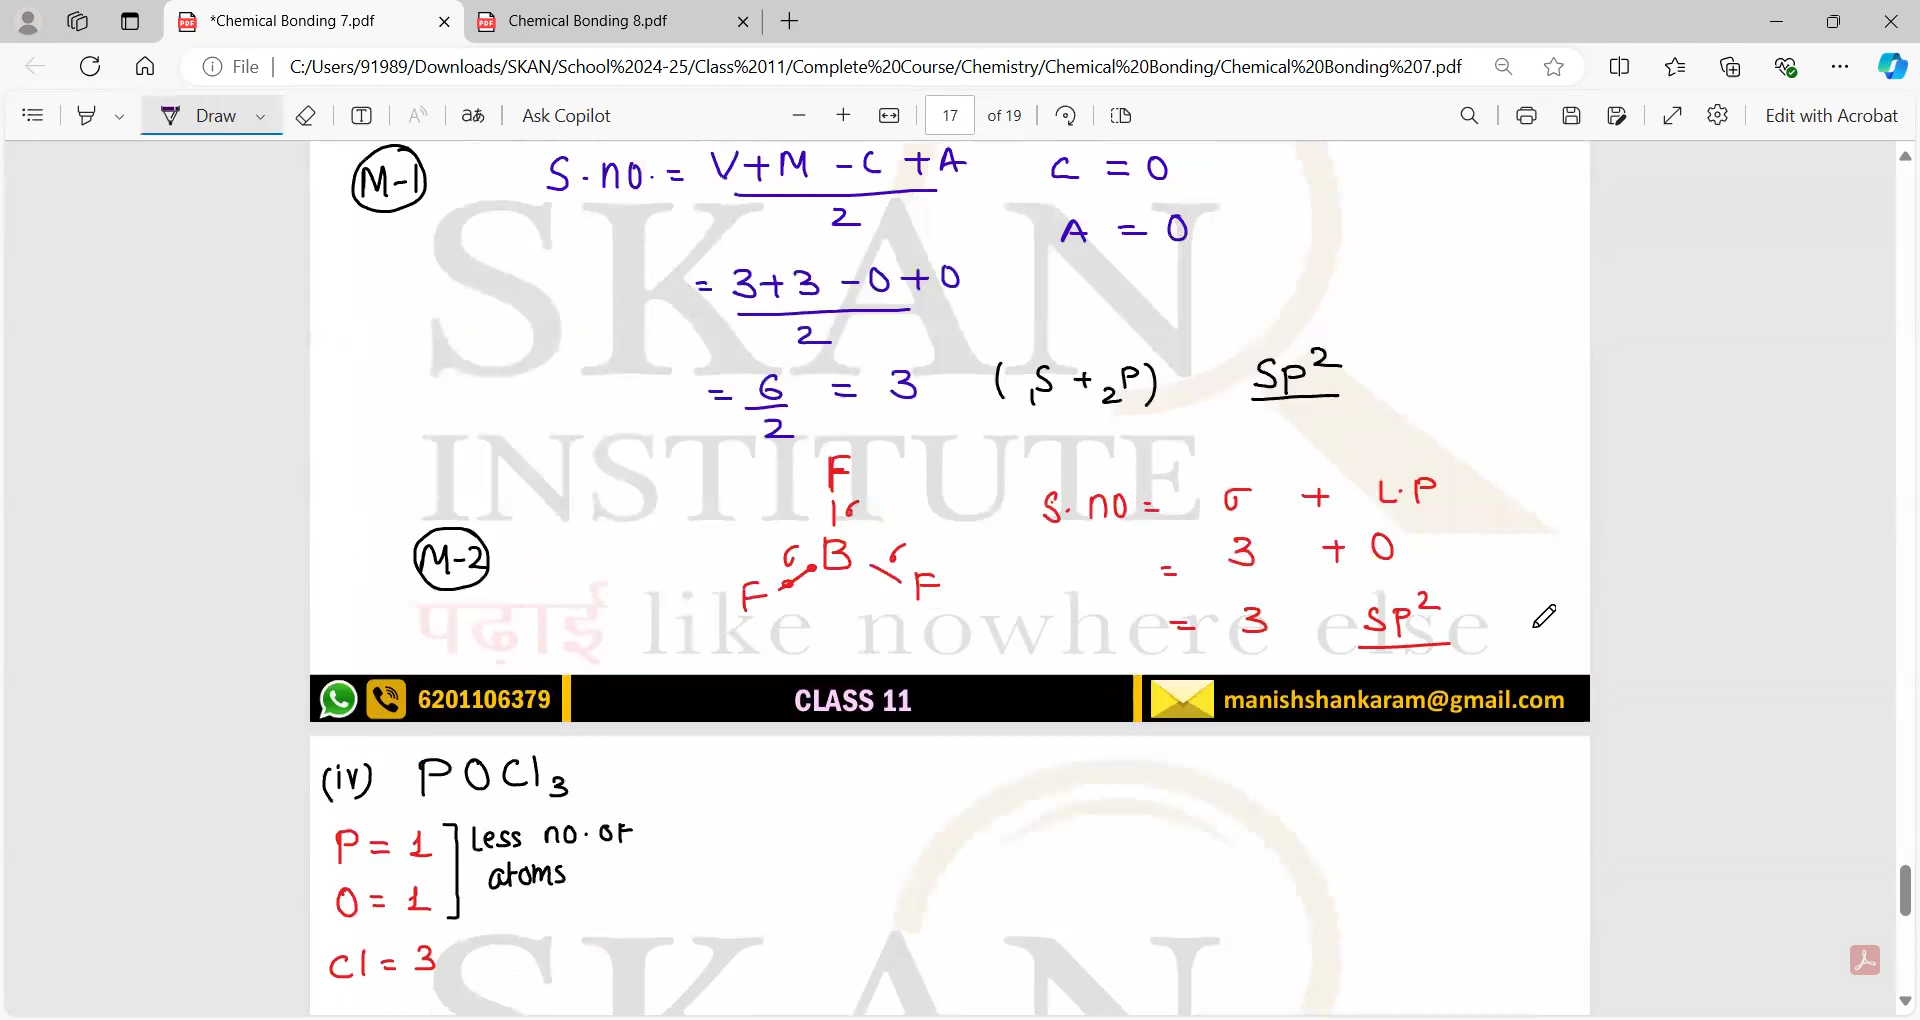 *Chemical Bonding 7.pdf
Chemical Bonding 8.pdf
File
C:/Users/91989/Downloads/SKAN/School%2024-25/Class%2011/Complete%20Course/Chemistry/Chemical%20Bonding/Chemical%20Bonding%207.pdf
Draw
Ask Copilot
17 of 19
Edit with Acrobat
M-1
S.no. = V+M-C+A / 2
C = 0
A = 0
= 3+3-0+0 / 2
= 6/2 = 3 (1S + 2P) SP²
SKAN
INSTITUTE
पढ़ाई like nowhere else
M-2
F
σ
σ B σ
F F
S.no = σ + L.P
= 3 + 0
= 3 SP²
6201106379 CLASS 11 manishshankaram@gmail.com
(iv) POCl₃
P = 1
O = 1
less no. of
atoms
Cl = 3
SKAN